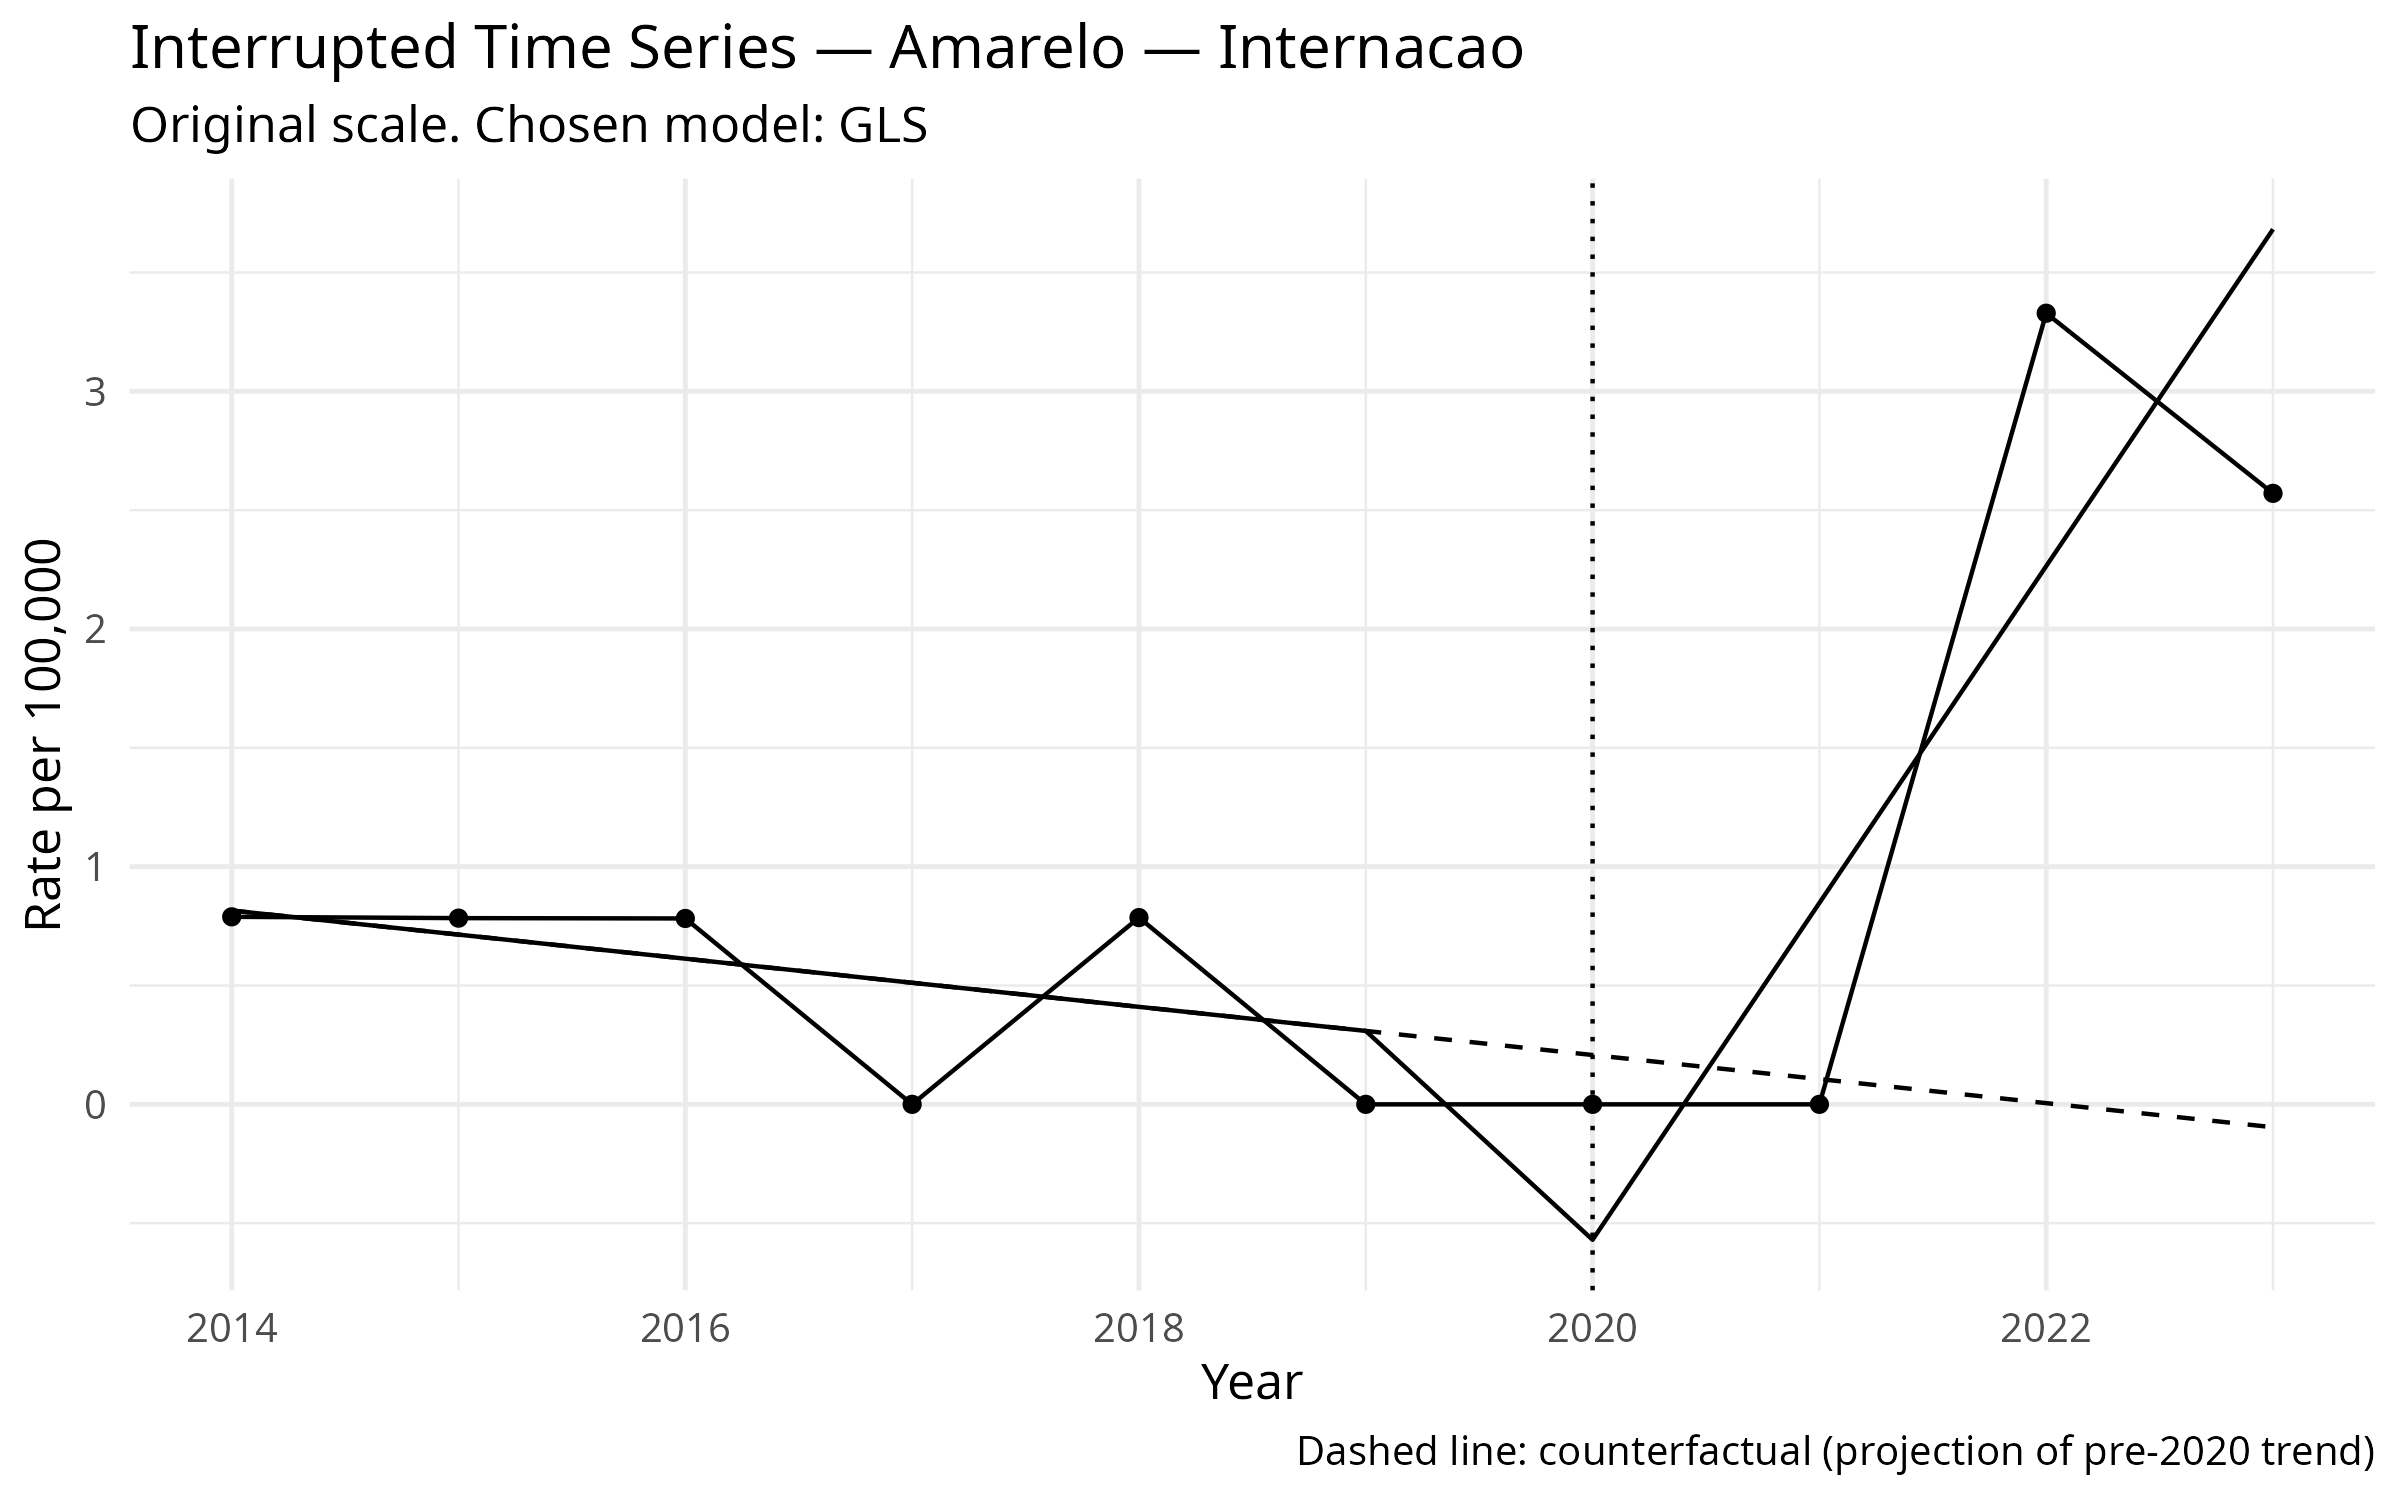 Interrupted Time Series — Amarelo — Internacao
Original scale. Chosen model: GLS
Rate per 100,000
3
2
1
0
2014 2016 2018 2020 2022
Year
Dashed line: counterfactual (projection of pre-2020 trend)